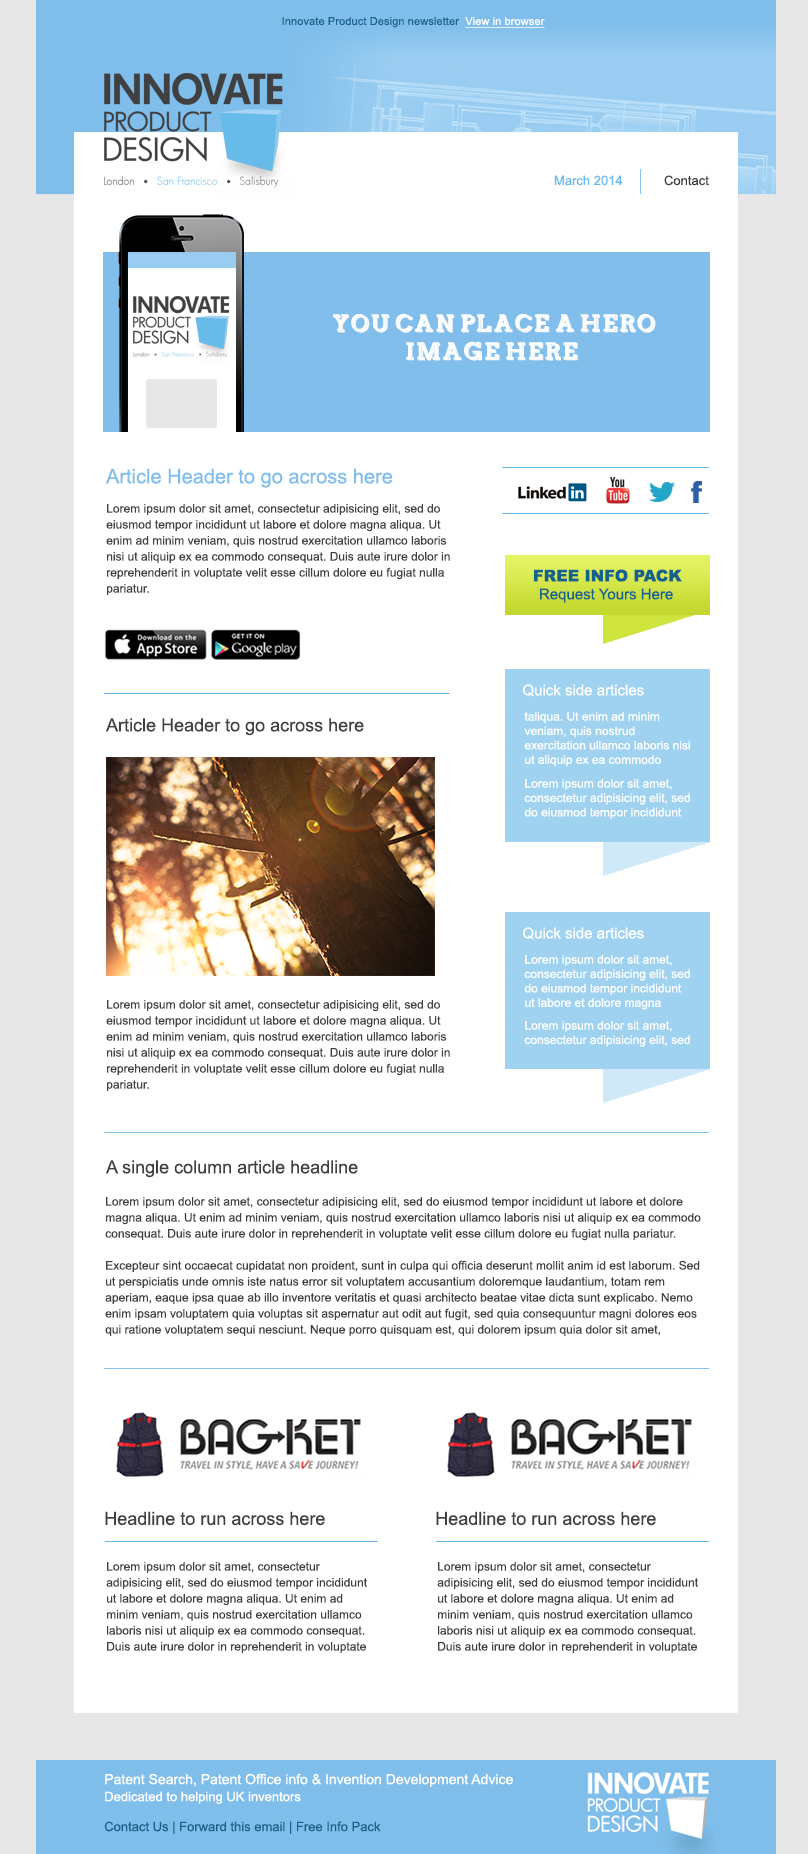 Innovate Product Design newsletter View in browser
INNOVATE
PRODUCT
DESIGN
London • San Francisco • Salisbury
March 2014
Contact
INNOVATE
PRODUCT
DESIGN
London • San Francisco • Salisbury
YOU CAN PLACE A HERO
IMAGE HERE
Article Header to go across here
Lorem ipsum dolor sit amet, consectetur adipisicing elit, sed do
eiusmod tempor incididunt ut labore et dolore magna aliqua. Ut
enim ad minim veniam, quis nostrud exercitation ullamco laboris
nisi ut aliquip ex ea commodo consequat. Duis aute irure dolor in
reprehenderit in voluptate velit esse cillum dolore eu fugiat nulla
pariatur.
Download on the
App Store
GET IT ON
Google play
Linked in
You
Tube
f
FREE INFO PACK
Request Yours Here
Quick side articles
taliqua. Ut enim ad minim
veniam, quis nostrud
exercitation ullamco laboris nisi
ut aliquip ex ea commodo
Lorem ipsum dolor sit amet,
consectetur adipisicing elit, sed
do eiusmod tempor incididunt
Article Header to go across here
Quick side articles
Lorem ipsum dolor sit amet,
consectetur adipisicing elit, sed
do eiusmod tempor incididunt
ut labore et dolore magna
Lorem ipsum dolor sit amet,
consectetur adipisicing elit, sed
Lorem ipsum dolor sit amet, consectetur adipisicing elit, sed do
eiusmod tempor incididunt ut labore et dolore magna aliqua. Ut
enim ad minim veniam, quis nostrud exercitation ullamco laboris
nisi ut aliquip ex ea commodo consequat. Duis aute irure dolor in
reprehenderit in voluptate velit esse cillum dolore eu fugiat nulla
pariatur.
A single column article headline
Lorem ipsum dolor sit amet, consectetur adipisicing elit, sed do eiusmod tempor incididunt ut labore et dolore
magna aliqua. Ut enim ad minim veniam, quis nostrud exercitation ullamco laboris nisi ut aliquip ex ea commodo
consequat. Duis aute irure dolor in reprehenderit in voluptate velit esse cillum dolore eu fugiat nulla pariatur.
Excepteur sint occaecat cupidatat non proident, sunt in culpa qui officia deserunt mollit anim id est laborum. Sed
ut perspiciatis unde omnis iste natus error sit voluptatem accusantium doloremque laudantium, totam rem
aperiam, eaque ipsa quae ab illo inventore veritatis et quasi architecto beatae vitae dicta sunt explicabo. Nemo
enim ipsam voluptatem quia voluptas sit aspernatur aut odit aut fugit, sed quia consequuntur magni dolores eos
qui ratione voluptatem sequi nesciunt. Neque porro quisquam est, qui dolorem ipsum quia dolor sit amet,
BAG-KET
TRAVEL IN STYLE, HAVE A SAVE JOURNEY!
Headline to run across here
Lorem ipsum dolor sit amet, consectetur
adipisicing elit, sed do eiusmod tempor incididunt
ut labore et dolore magna aliqua. Ut enim ad
minim veniam, quis nostrud exercitation ullamco
laboris nisi ut aliquip ex ea commodo consequat.
Duis aute irure dolor in reprehenderit in voluptate
BAG-KET
TRAVEL IN STYLE, HAVE A SAVE JOURNEY!
Headline to run across here
Lorem ipsum dolor sit amet, consectetur
adipisicing elit, sed do eiusmod tempor incididunt
ut labore et dolore magna aliqua. Ut enim ad
minim veniam, quis nostrud exercitation ullamco
laboris nisi ut aliquip ex ea commodo consequat.
Duis aute irure dolor in reprehenderit in voluptate
Patent Search, Patent Office info & Invention Development Advice
Dedicated to helping UK inventors
Contact Us | Forward this email | Free Info Pack
INNOVATE
PRODUCT
DESIGN